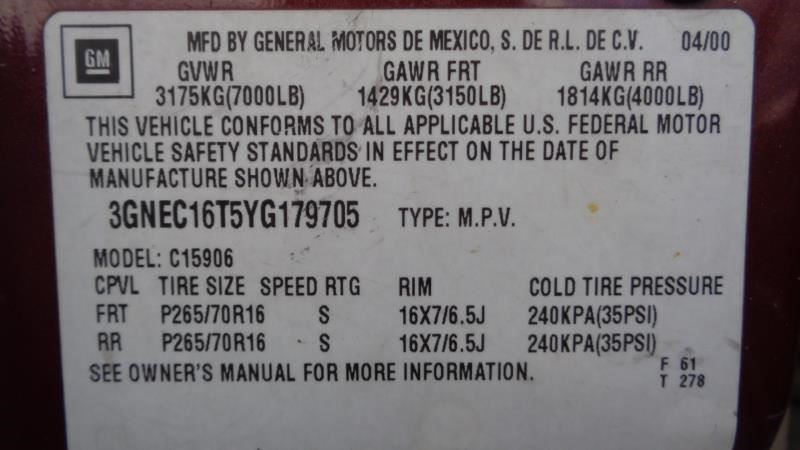 GM
MFD BY GENERAL MOTORS DE MEXICO, S. DE R.L. DE C.V. 04/00
GVWR GAWR FRT GAWR RR
3175KG(7000LB) 1429KG(3150LB) 1814KG(4000LB)
THIS VEHICLE CONFORMS TO ALL APPLICABLE U.S. FEDERAL MOTOR
VEHICLE SAFETY STANDARDS IN EFFECT ON THE DATE OF
MANUFACTURE SHOWN ABOVE.
3GNEC16T5YG179705 TYPE: M.P.V.
MODEL: C15906
CPVL TIRE SIZE SPEED RTG RIM COLD TIRE PRESSURE
FRT P265/70R16 S 16X7/6.5J 240KPA(35PSI)
RR P265/70R16 S 16X7/6.5J 240KPA(35PSI)
SEE OWNER'S MANUAL FOR MORE INFORMATION. F 61
T 278